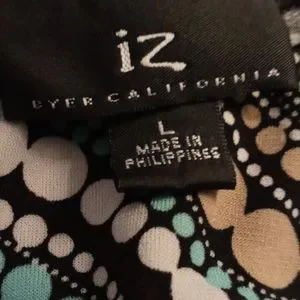 iz
BYER CALIFORNIA
L
MADE IN
PHILIPPINES